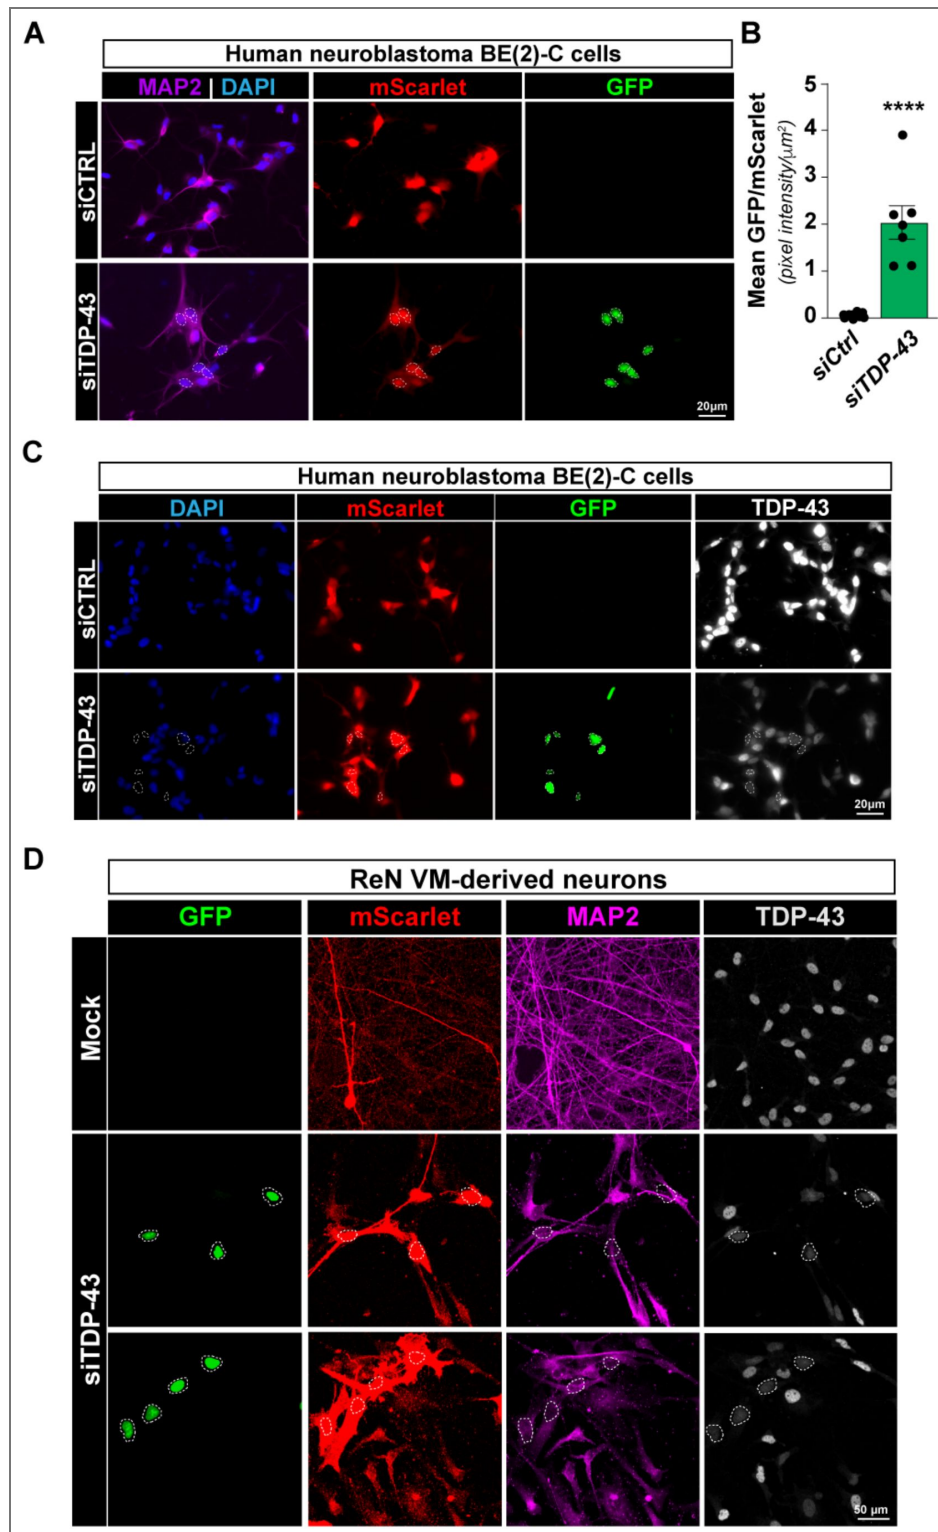 A
Human neuroblastoma BE(2)-C cells
MAP2 | DAPI
mScarlet
GFP
siCTRL
siTDP-43
20µm
B
Mean GFP/mScarlet
(pixel intensity/µm²)
5
4
3
2
1
0
****
siCtrl
siTDP-43
C
Human neuroblastoma BE(2)-C cells
DAPI
mScarlet
GFP
TDP-43
siCTRL
siTDP-43
20µm
D
ReN VM-derived neurons
GFP
mScarlet
MAP2
TDP-43
Mock
siTDP-43
50 µm